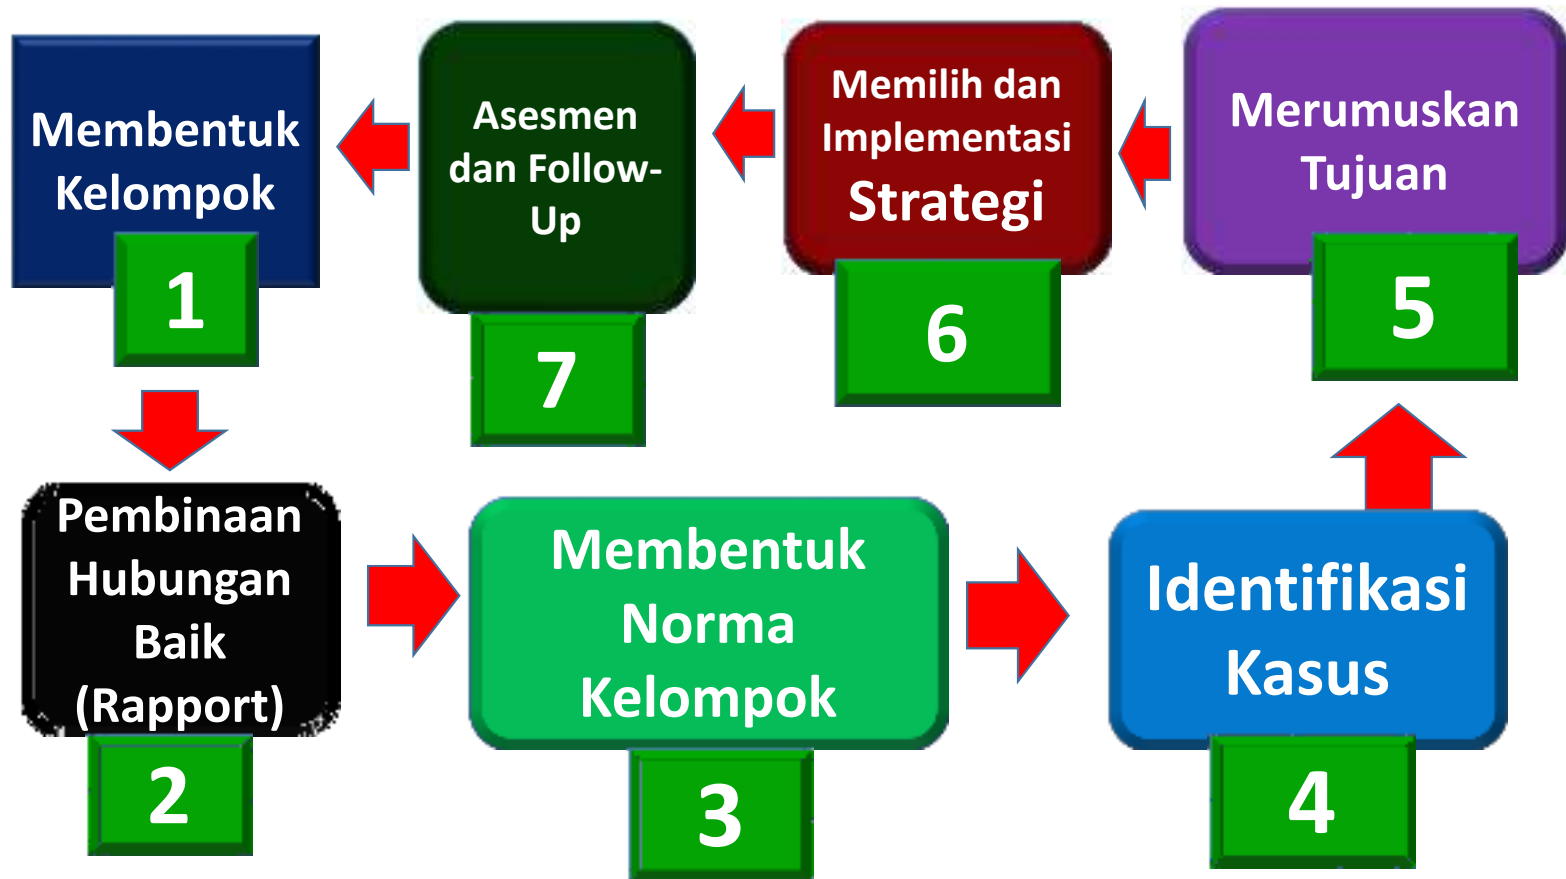 Membentuk
Kelompok
1
Pembinaan
Hubungan
Baik
(Rapport)
2
Membentuk
Norma
Kelompok
3
Identifikasi
Kasus
4
Merumuskan
Tujuan
5
Memilih dan
Implementasi
Strategi
6
Asesmen
dan Follow-
Up
7